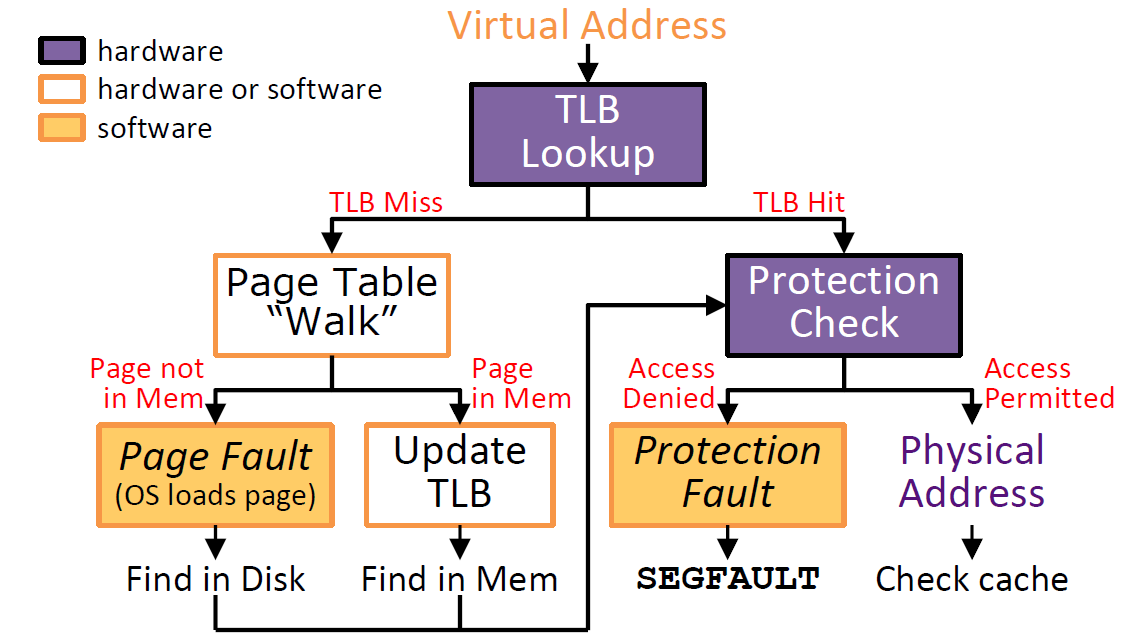 Virtual Address
hardware
hardware or software
software
TLB
Lookup
TLB Miss
TLB Hit
Page Table
“Walk”
Protection
Check
Page not
in Mem
Page
in Mem
Access
Denied
Access
Permitted
Page Fault
(OS loads page)
Update
TLB
Protection
Fault
Physical
Address
Find in Disk
Find in Mem
SEGFAULT
Check cache